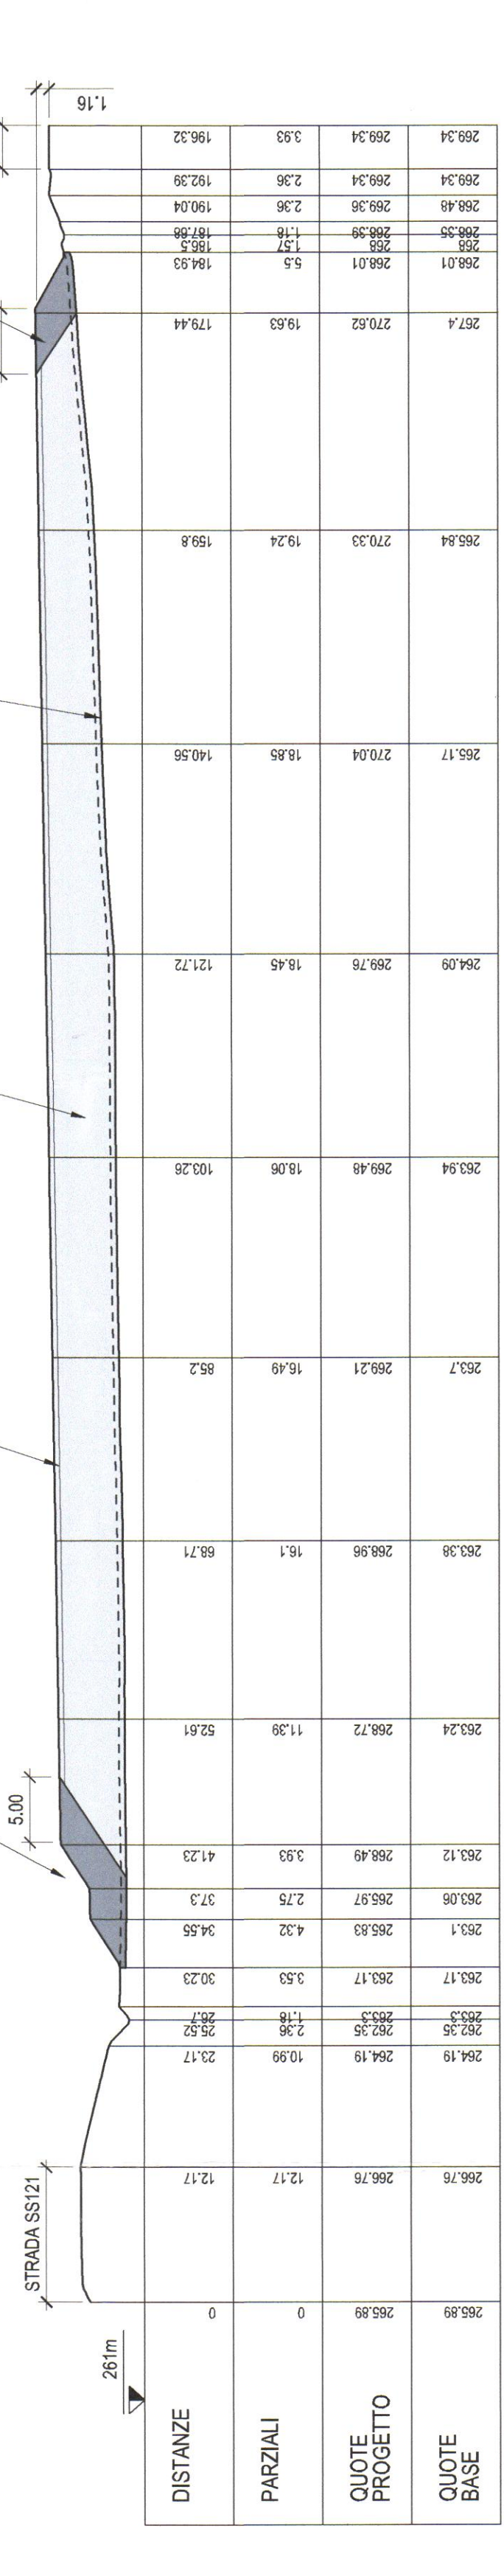 1.16
5.00
STRADA SS121
261m
DISTANZE 0 12.17 23.17 25.52 26.7 30.23 34.55 37.3 41.23 52.61 68.71 85.2 103.26 121.72 140.56 159.8 179.44 184.93 186.5 187.68 190.04 192.39 196.32
PARZIALI 0 12.17 10.99 2.36 1.18 3.53 4.32 2.75 3.93 11.39 16.1 16.49 18.06 18.45 18.85 19.24 19.63 5.5 1.57 1.18 2.36 2.36 3.93
QUOTE
PROGETTO 265.89 266.76 264.19 262.35 263.3 263.17 265.83 265.97 268.49 268.72 268.96 269.21 269.48 269.76 270.04 270.33 270.62 268.01 268 268.39 269.36 269.34 269.34
QUOTE
BASE 265.89 266.76 264.19 262.35 263.3 263.17 263.1 263.06 263.12 263.24 263.38 263.7 263.94 264.09 265.17 265.84 267.4 268.01 268 268.35 268.48 269.34 269.34